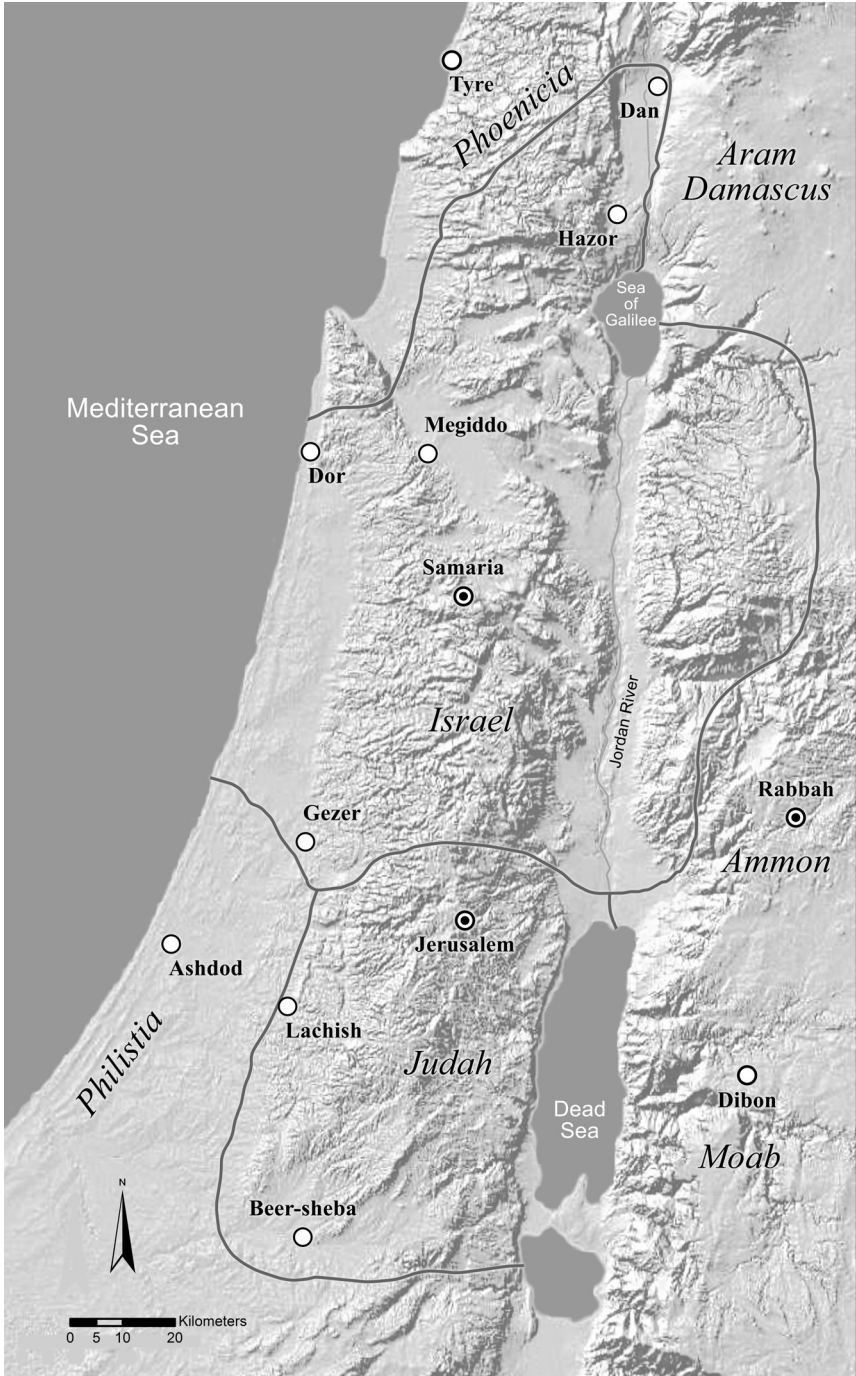 Tyre
Phoenicia
Dan
Aram
Damascus
Hazor
Sea
of
Galilee
Mediterranean
Sea
Megiddo
Dor
Samaria
Israel
Jordan River
Rabbah
Gezer
Ammon
Jerusalem
Ashdod
Lachish
Philistia
Judah
Dibon
Dead
Sea
Moab
N
Beer-sheba
Kilometers
0 5 10 20